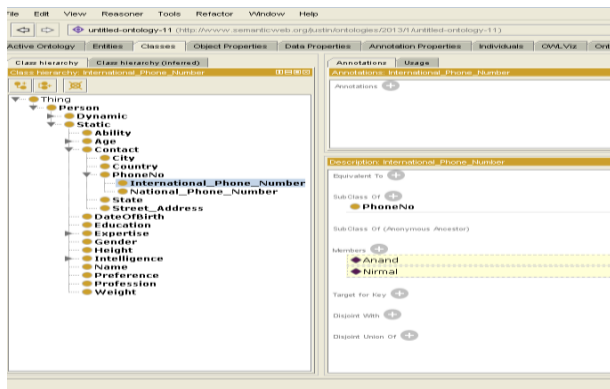 File Edit View Reasoner Tools Refactor Window Help
untitled-ontology-11 (http://www.semanticweb.org/justin/ontologies/2013/1/untitled-ontology-11)
Active Ontology Entities Classes Object Properties Data Properties Annotation Properties Individuals OWLViz Ont
Class hierarchy Class hierarchy (inferred)
Class hierarchy: International_Phone_Number
Thing
Person
Dynamic
Static
Ability
Age
Contact
City
Country
PhoneNo
International_Phone_Number
National_Phone_Number
State
Street_Address
DateOfBirth
Education
Expertise
Gender
Height
Intelligence
Name
Preference
Profession
Weight
Annotations Usage
Annotations: International_Phone_Number
Annotations
Description: International_Phone_Number
Equivalent To
SubClass Of
PhoneNo
SubClass Of (Anonymous Ancestor)
Members
Anand
Nirmal
Target for Key
Disjoint With
Disjoint Union Of